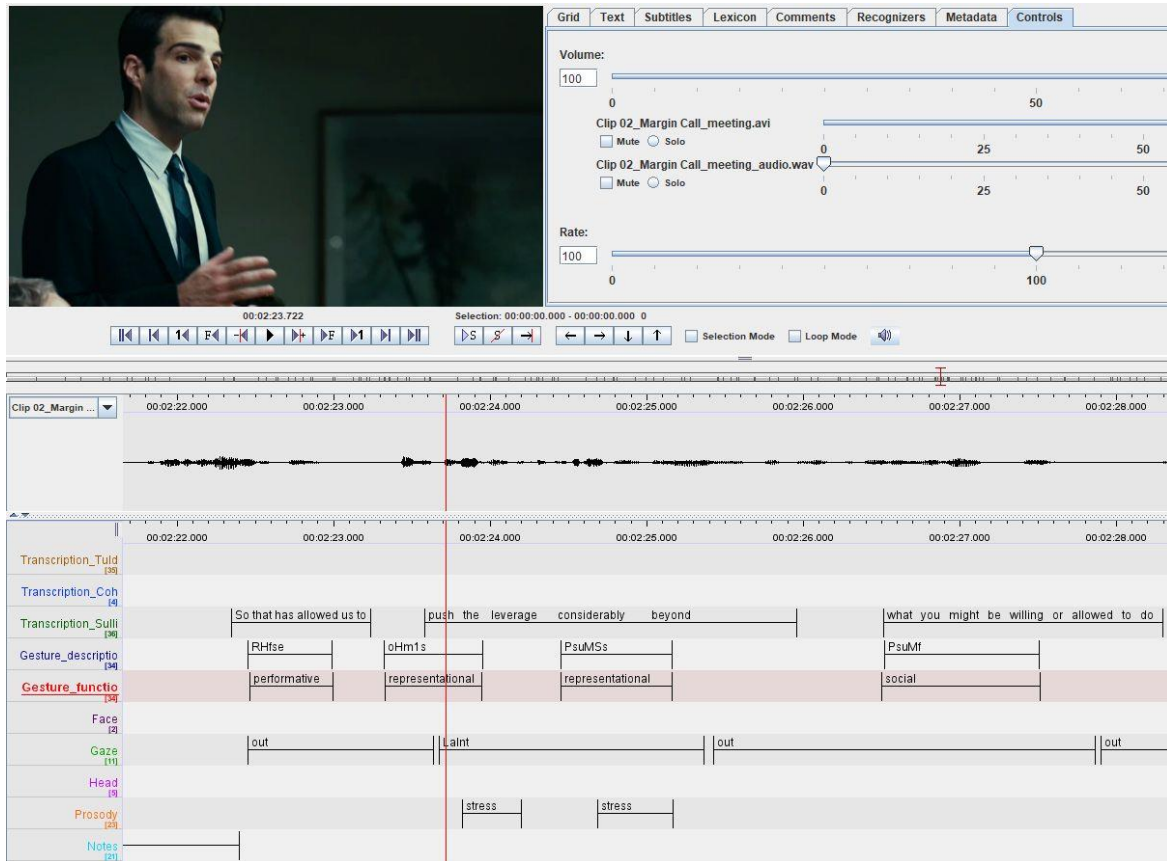 Grid Text Subtitles Lexicon Comments Recognizers Metadata Controls
Volume:
100
0 50
Clip 02_Margin Call_meeting.avi
Mute Solo
0 25 50
Clip 02_Margin Call_meeting_audio.wav
Mute Solo
0 25 50
Rate:
100
0 100
00:02:23.722 Selection: 00:00:00.000 - 00:00:00.000 0
1 F F 1 S S Selection Mode Loop Mode
Clip 02_Margin ... 00:02:22.000 00:02:23.000 00:02:24.000 00:02:25.000 00:02:26.000 00:02:27.000 00:02:28.000
00:02:22.000 00:02:23.000 00:02:24.000 00:02:25.000 00:02:26.000 00:02:27.000 00:02:28.000
Transcription_Tuld
[35]
Transcription_Coh
[4]
Transcription_Sulli So that has allowed us to push the leverage considerably beyond what you might be willing or allowed to do
[36]
Gesture_descriptio RHfse oHm1s PsuMSs PsuMf
[34]
Gesture_functio performative representational representational social
[34]
Face
[2]
Gaze out LaInt out out
[11]
Head
[5]
Prosody stress stress
[23]
Notes
[21]